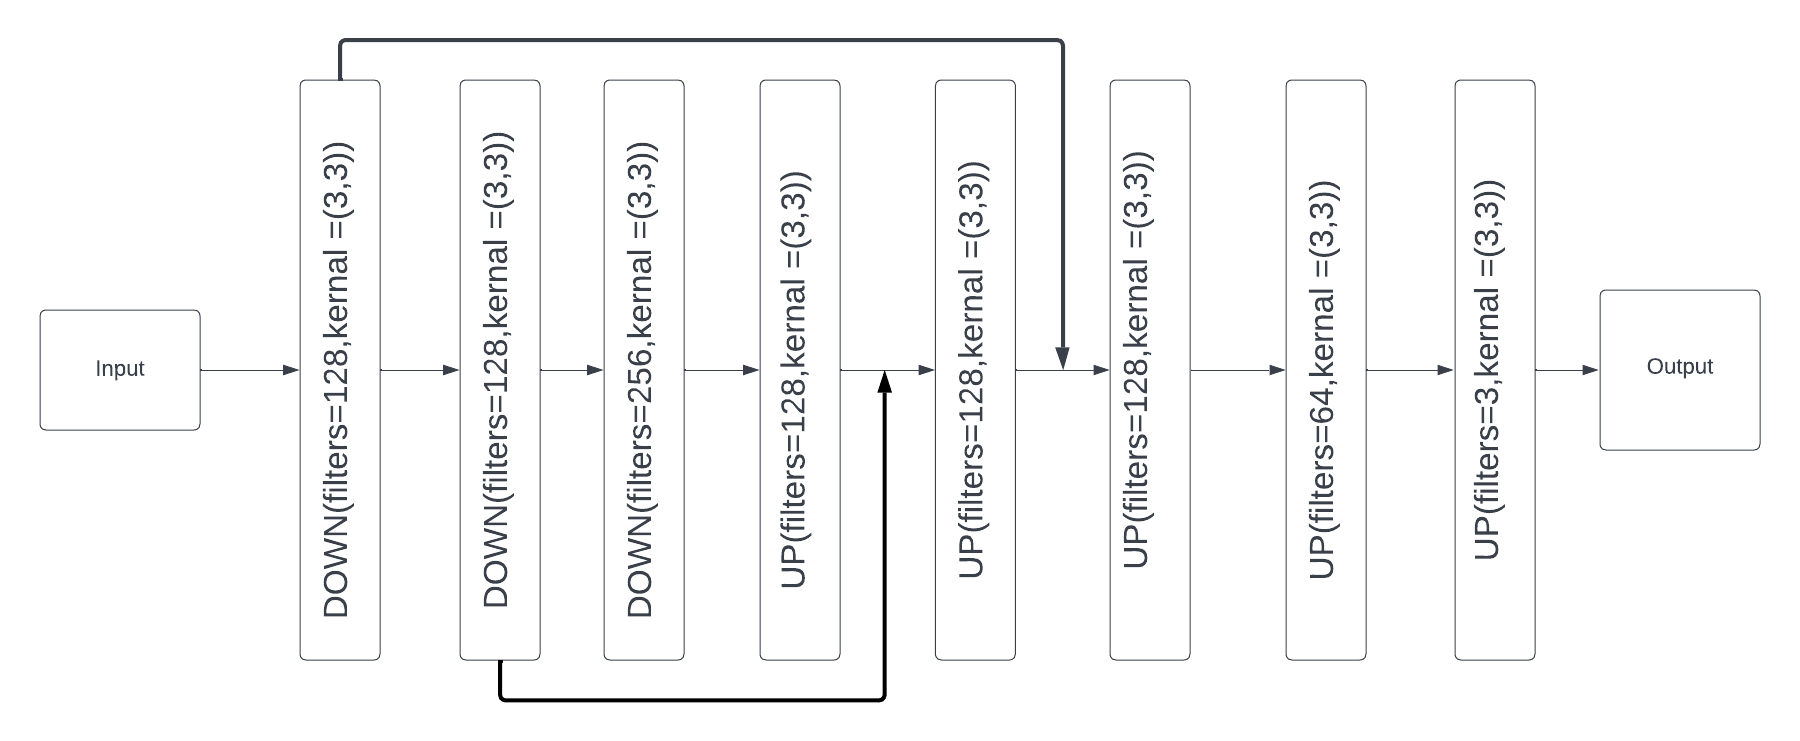 Input
DOWN(filters=128,kernal =(3,3))
DOWN(filters=128,kernal =(3,3))
DOWN(filters=256,kernal =(3,3))
UP(filters=128,kernal =(3,3))
UP(filters=128,kernal =(3,3))
UP(filters=128,kernal =(3,3))
UP(filters=64,kernal =(3,3))
UP(filters=3,kernal =(3,3))
Output